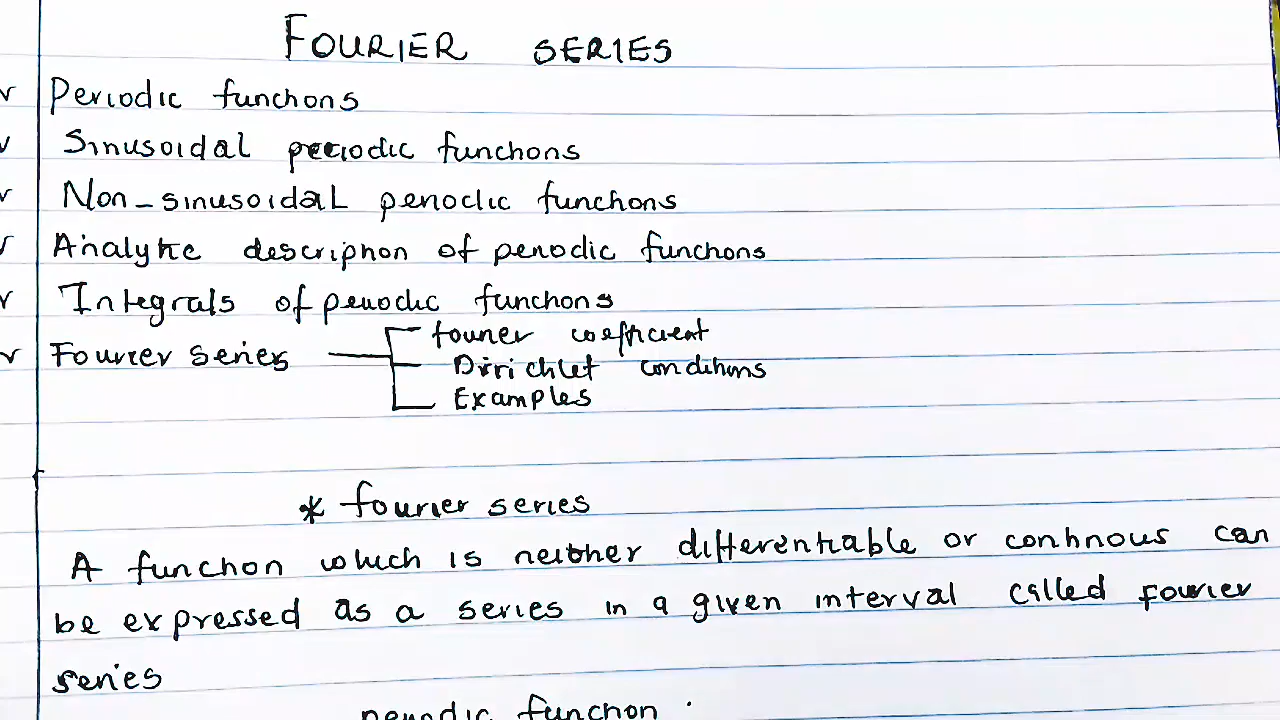 FOURIER SERIES
Periodic functions
Sinusoidal periodic functions
Non-sinusoidal periodic functions
Analytic description of periodic functions
Integrals of periodic functions
Fourier series
fourier coefficient
Dirichlet conditions
Examples
* fourier series
A function which is neither differentiable or continous can
be expressed as a series in a given interval called fourier
series
periodic function